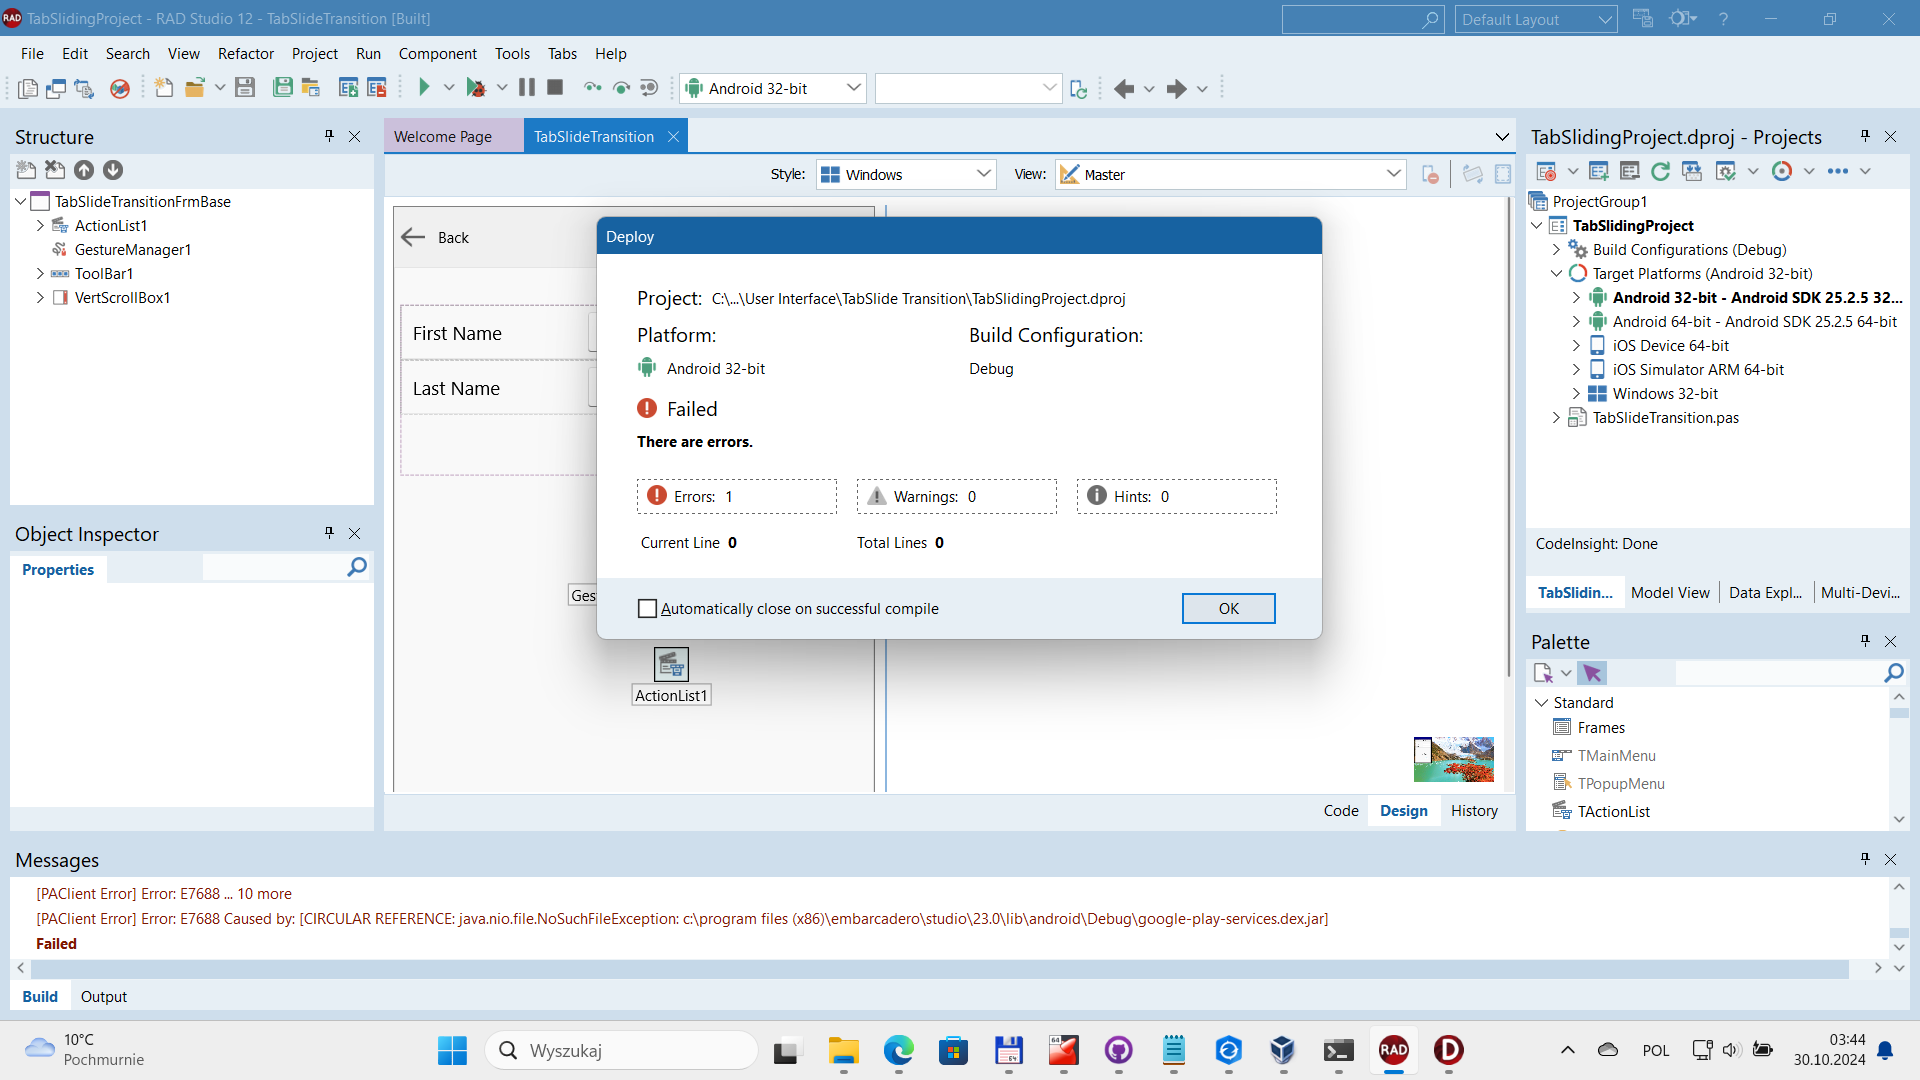 TabSlidingProject - RAD Studio 12 - TabSlideTransition [Built]
Default Layout
File Edit Search View Refactor Project Run Component Tools Tabs Help
Android 32-bit
Structure
TabSlideTransitionFrmBase
ActionList1
GestureManager1
ToolBar1
VertScrollBox1
Object Inspector
Properties
Welcome Page
TabSlideTransition
Style:
Windows
View:
Master
Back
First Name
Last Name
Ges
ActionList1
Deploy
Project: C:\...\User Interface\TabSlide Transition\TabSlidingProject.dproj
Platform:
Build Configuration:
Android 32-bit
Debug
Failed
There are errors.
Errors: 1
Warnings: 0
Hints: 0
Current Line 0
Total Lines 0
Automatically close on successful compile
OK
Code
Design
History
TabSlidingProject.dproj - Projects
ProjectGroup1
TabSlidingProject
Build Configurations (Debug)
Target Platforms (Android 32-bit)
Android 32-bit - Android SDK 25.2.5 32...
Android 64-bit - Android SDK 25.2.5 64-bit
iOS Device 64-bit
iOS Simulator ARM 64-bit
Windows 32-bit
TabSlideTransition.pas
CodeInsight: Done
TabSlidin...
Model View
Data Expl...
Multi-Devi...
Palette
Standard
Frames
TMainMenu
TPopupMenu
TActionList
Messages
[PAClient Error] Error: E7688 ... 10 more
[PAClient Error] Error: E7688 Caused by: [CIRCULAR REFERENCE: java.nio.file.NoSuchFileException: c:\program files (x86)\embarcadero\studio\23.0\lib\android\Debug\google-play-services.dex.jar]
Failed
Build
Output
10°C
Pochmurnie
Wyszukaj
64
64
RAD
POL
03:44
30.10.2024